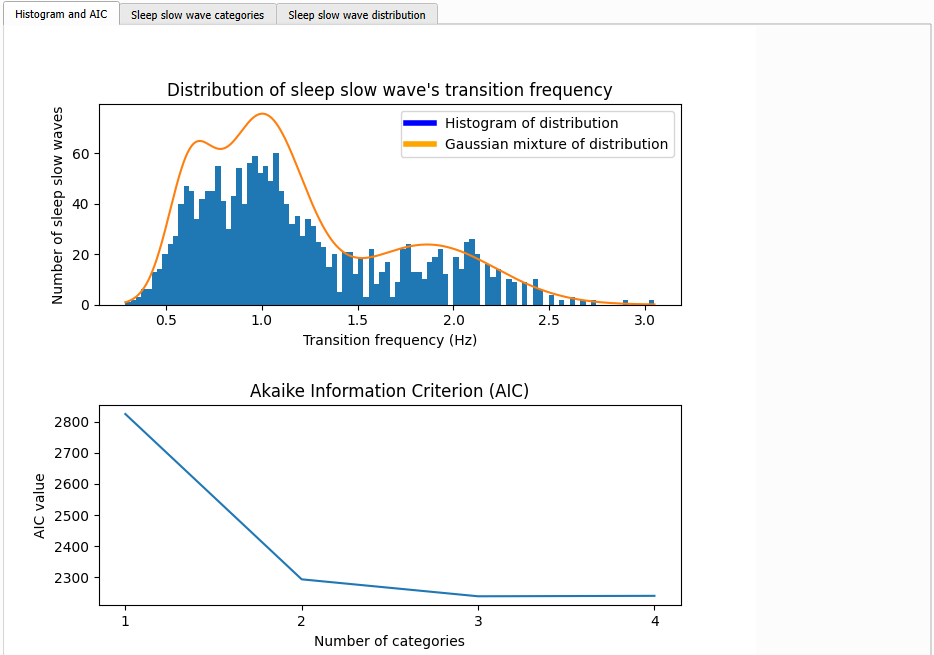 Histogram and AIC
Sleep slow wave categories
Sleep slow wave distribution
Distribution of sleep slow wave's transition frequency
Number of sleep slow waves
60
40
20
0
Histogram of distribution
Gaussian mixture of distribution
0.5 1.0 1.5 2.0 2.5 3.0
Transition frequency (Hz)
Akaike Information Criterion (AIC)
AIC value
2800
2700
2600
2500
2400
2300
1 2 3 4
Number of categories